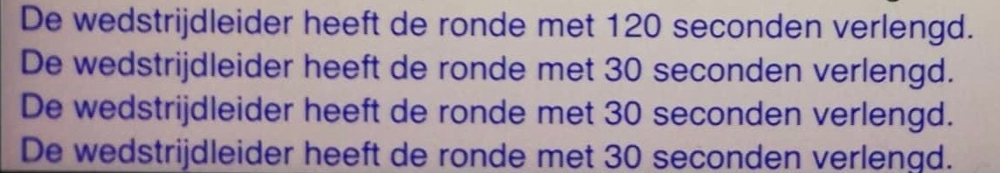 De wedstrijdleider heeft de ronde met 120 seconden verlengd.
De wedstrijdleider heeft de ronde met 30 seconden verlengd.
De wedstrijdleider heeft de ronde met 30 seconden verlengd.
De wedstrijdleider heeft de ronde met 30 seconden verlengd.